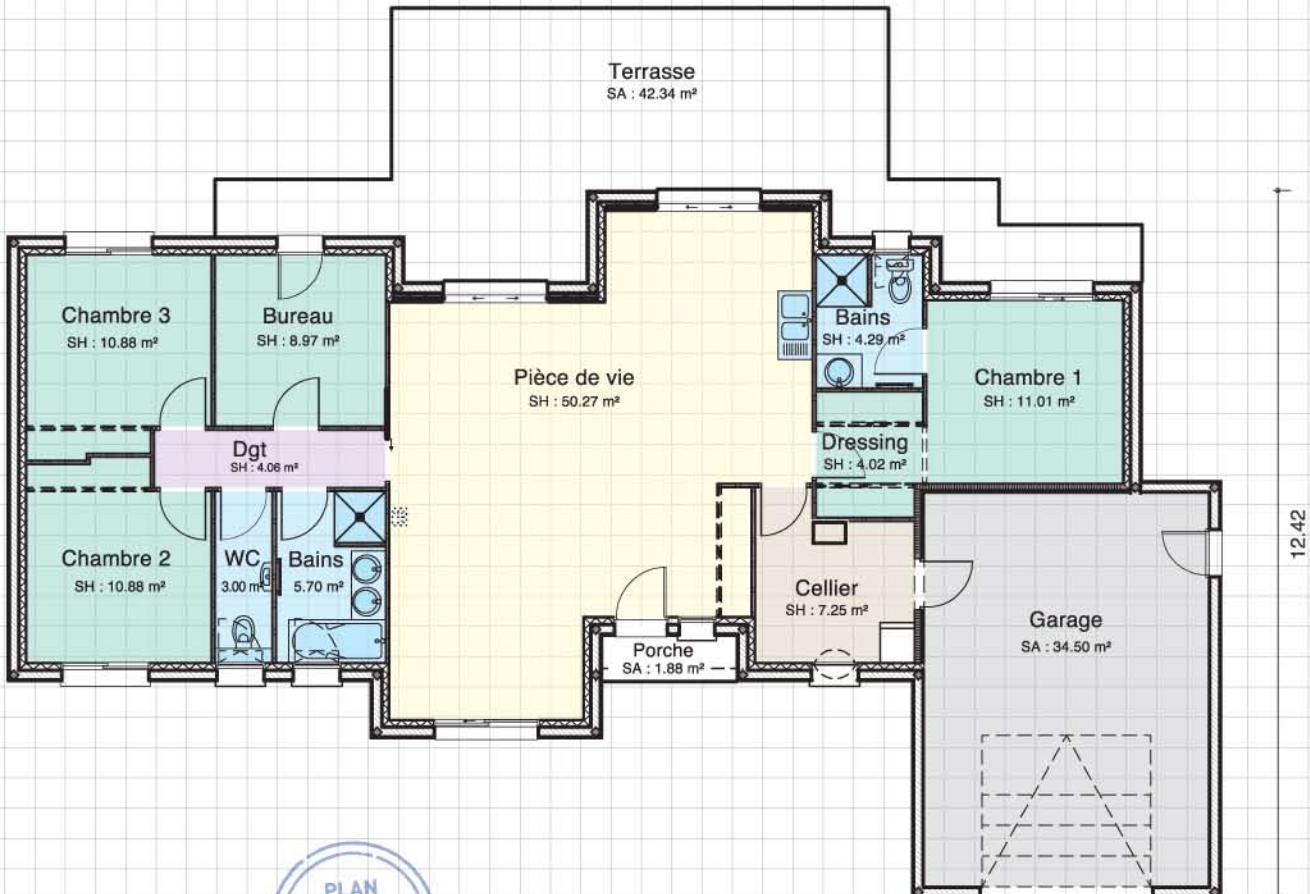 Terrasse
SA : 42.34 m²
Chambre 3
SH : 10.88 m²
Bureau
SH : 8.97 m²
Pièce de vie
SH : 50.27 m²
Bains
SH : 4.29 m²
Chambre 1
SH : 11.01 m²
Dgt
SH : 4.06 m²
Dressing
SH : 4.02 m²
Chambre 2
SH : 10.88 m²
WC
3.00 m²
Bains
5.70 m²
Cellier
SH : 7.25 m²
Porche
SA : 1.88 m²
Garage
SA : 34.50 m²
12.42
PLAN